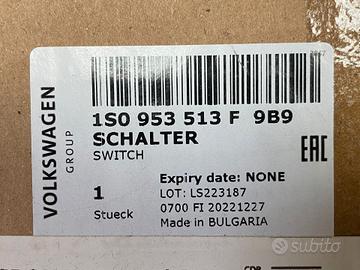 VOLKSWAGEN
GROUP
1S0 953 513 F 9B9
SCHALTER
SWITCH
EAC
1
Stueck
Expiry date: NONE
LOT: LS223187
0700 FI 20221227
Made in BULGARIA
subito